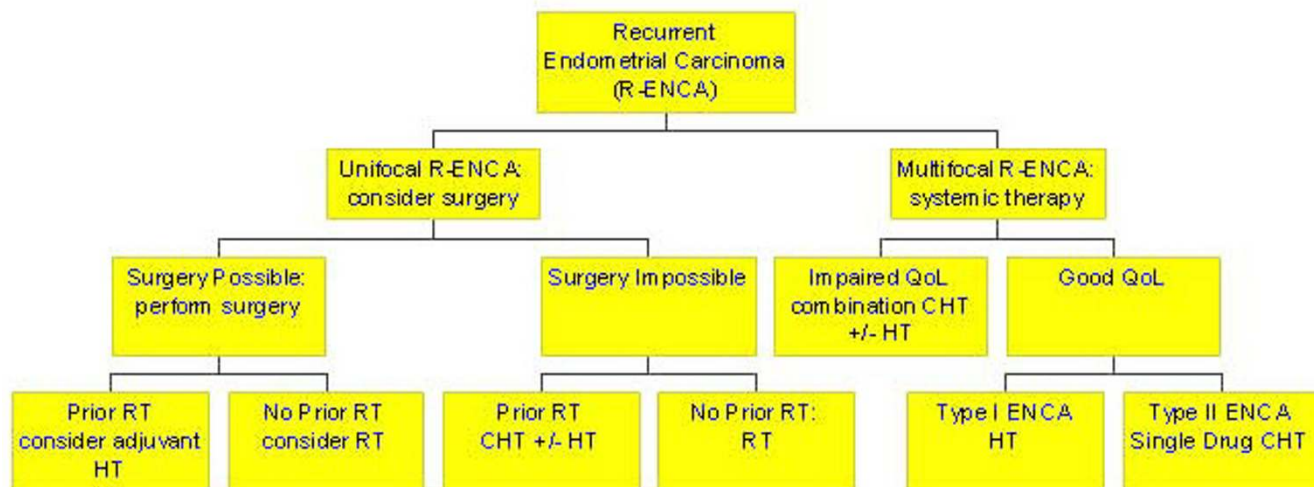 Recurrent
Endometrial Carcinoma
(R-ENCA)
Unifocal R-ENCA:
consider surgery
Multifocal R-ENCA:
systemic therapy
Surgery Possible:
perform surgery
Surgery Impossible
Impaired QoL
combination CHT
+/- HT
Good QoL
Prior RT
consider adjuvant
HT
No Prior RT
consider RT
Prior RT
CHT +/- HT
No Prior RT:
RT
Type I ENCA
HT
Type II ENCA
Single Drug CHT